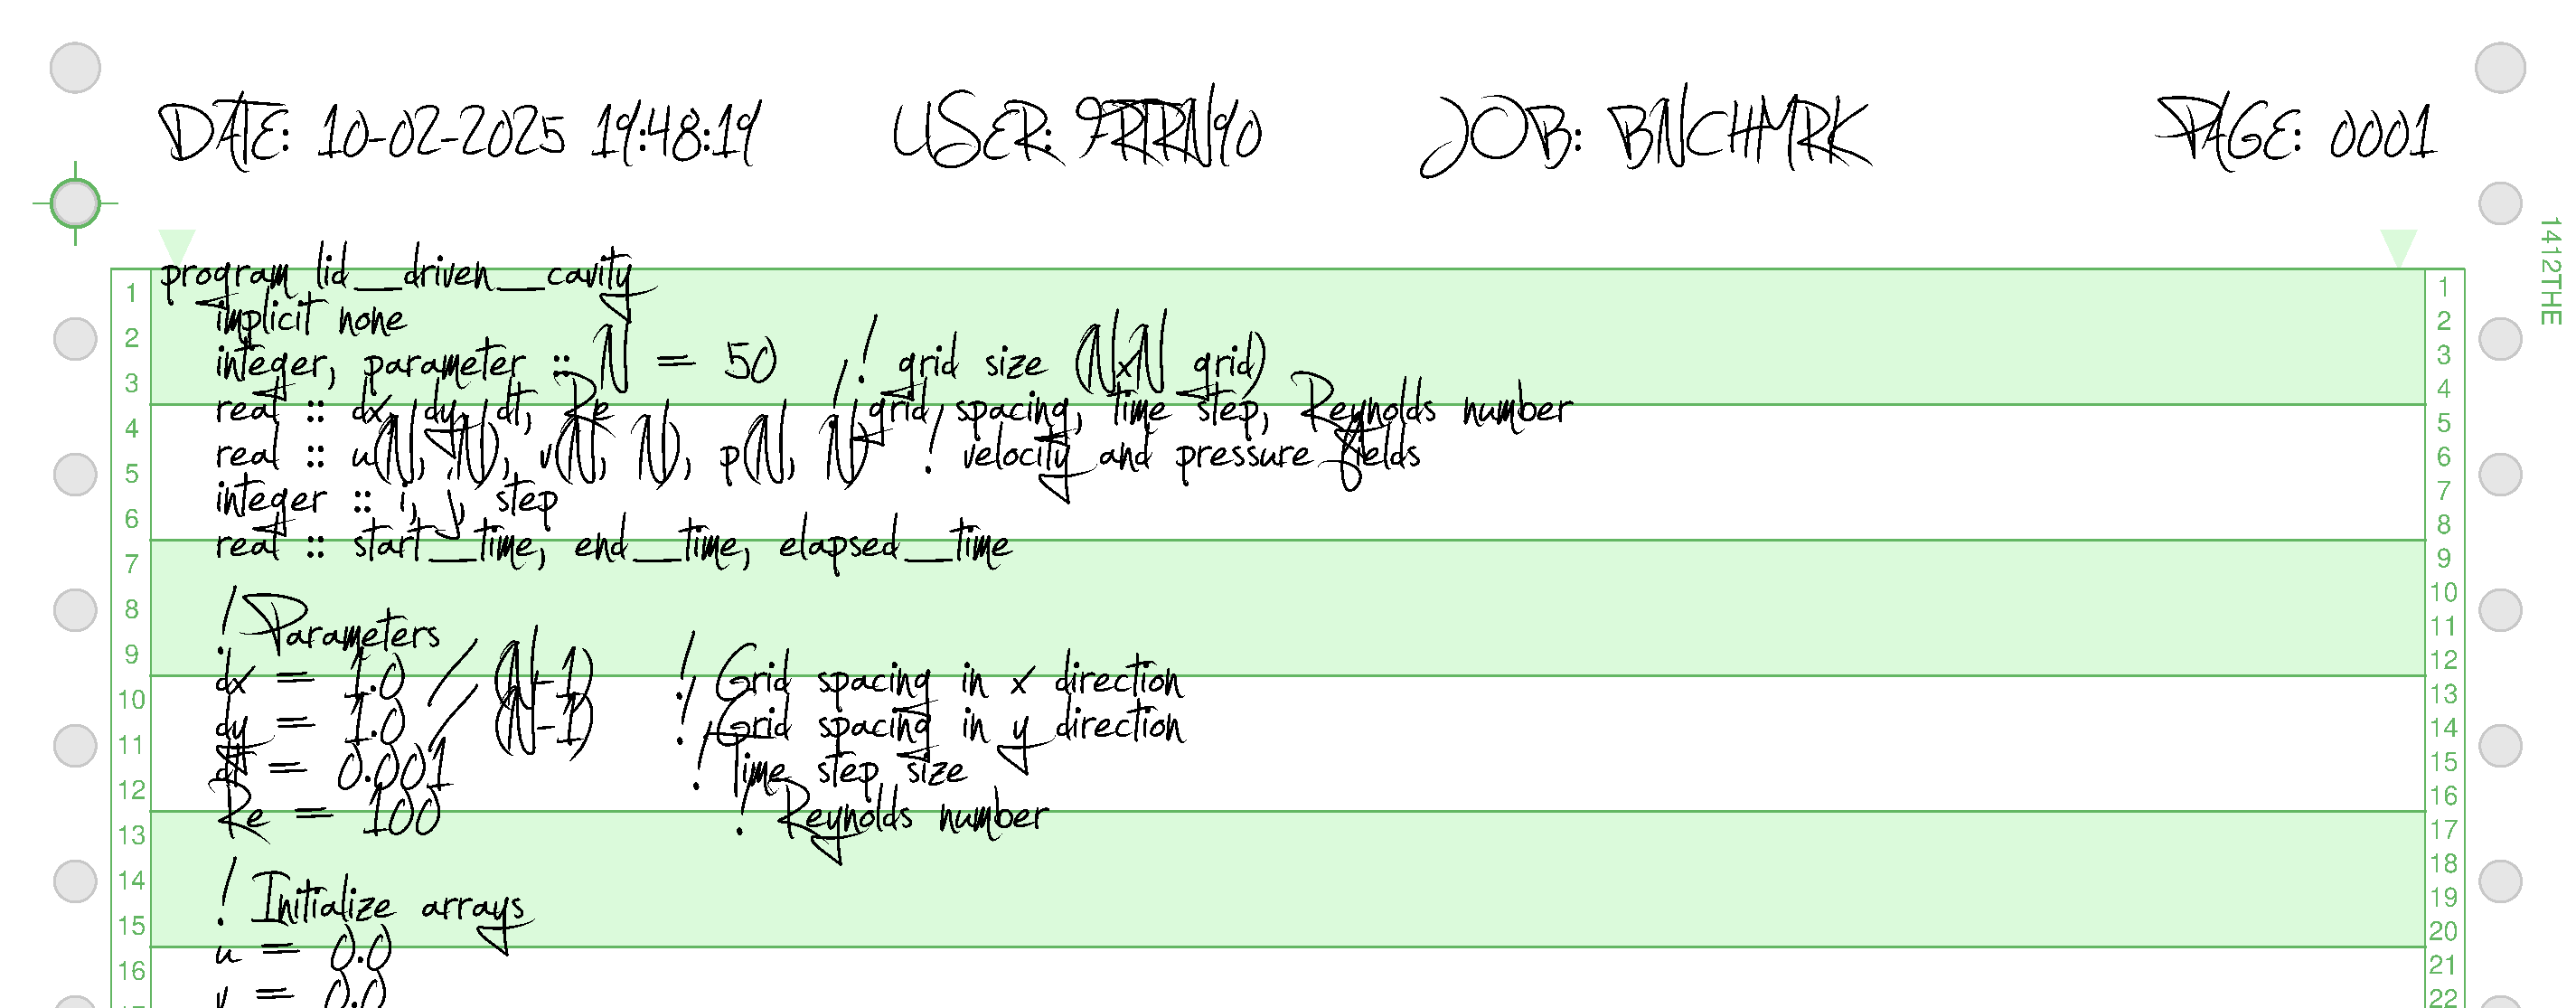 DATE: 10-02-2025 19:48:19 USER: FRTRN90 JOB: BNCHMRK PAGE: 0001
1412THE
program lid_driven_cavity
implicit none
integer, parameter :: N = 50 ! grid size (NxN grid)
real :: dx, dy, dt, Re ! grid spacing, time step, Reynolds number
real :: u(N, N), v(N, N), p(N, N) ! velocity and pressure fields
integer :: i, j, step
real :: start_time, end_time, elapsed_time
! Parameters
dx = 1.0 / (N-1) ! Grid spacing in x direction
dy = 1.0 / (N-1) ! Grid spacing in y direction
dt = 0.001 ! Time step size
Re = 100 ! Reynolds number
! Initialize arrays
u = 0.0
v = 0.0
1
2
3
4
5
6
7
8
9
10
11
12
13
14
15
16
1
2
3
4
5
6
7
8
9
10
11
12
13
14
15
16
17
18
19
20
21
22